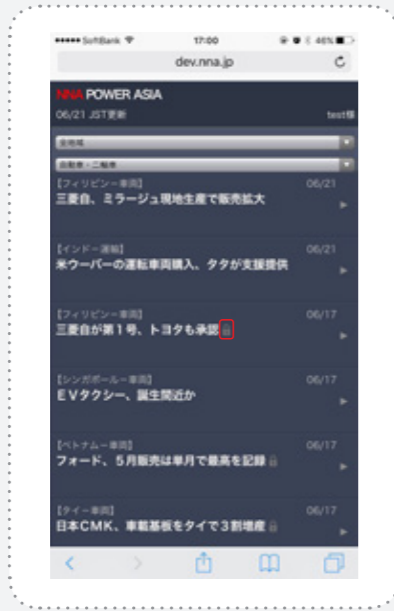 ●●●●● SoftBank 17:00 46%
dev.nna.jp
NNA POWER ASIA
06/21 JST更新 test様
全地域
自動車・二輪車
【フィリピン－車両】 06/21
三菱自、ミラージュ現地生産で販売拡大
【インド－運輸】 06/21
米ウーバーの運転車両購入、タタが支援提供
【フィリピン－車両】 06/17
三菱自が第１号、トヨタも承認
【シンガポール－車両】 06/17
ＥＶタクシー、誕生間近か
【ベトナム－車両】 06/17
フォード、５月販売は単月で最高を記録
【タイ－車両】 06/17
日本CMK、車載基板をタイで３割増産